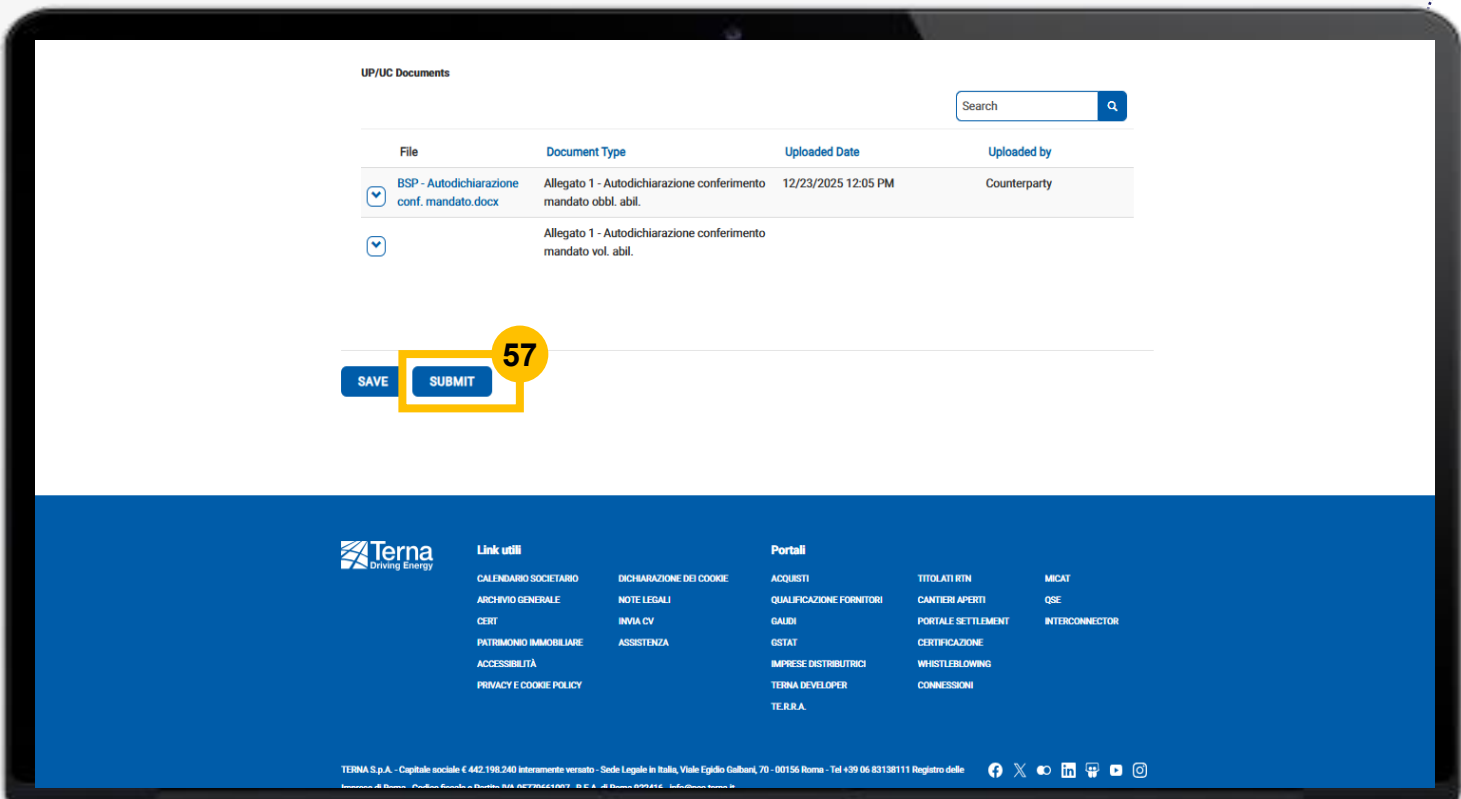 UP/UC Documents
Search
File Document Type Uploaded Date Uploaded by
BSP - Autodichiarazione Allegato 1 - Autodichiarazione conferimento 12/23/2025 12:05 PM Counterparty
conf. mandato.docx mandato obbl. abil.
Allegato 1 - Autodichiarazione conferimento
mandato vol. abil.
57
SAVE SUBMIT
Terna
Driving Energy
Link utili
CALENDARIO SOCIETARIO DICHIARAZIONE DEI COOKIE
ARCHIVIO GENERALE NOTE LEGALI
CERT INVIA CV
PATRIMONIO IMMOBILIARE ASSISTENZA
ACCESSIBILITÀ
PRIVACY E COOKIE POLICY
Portali
ACQUISTI TITOLATI RTN MICAT
QUALIFICAZIONE FORNITORI CANTIERI APERTI QSE
GAUDI PORTALE SETTLEMENT INTERCONNECTOR
GSTAT CERTIFICAZIONE
IMPRESE DISTRIBUTRICI WHISTLEBLOWING
TERNA DEVELOPER CONNESSIONI
TE.R.R.A.
TERNA S.p.A. - Capitale sociale € 442.198.240 interamente versato - Sede Legale in Italia, Viale Egidio Galbani, 70 - 00156 Roma - Tel +39 06 83138111 Registro delle